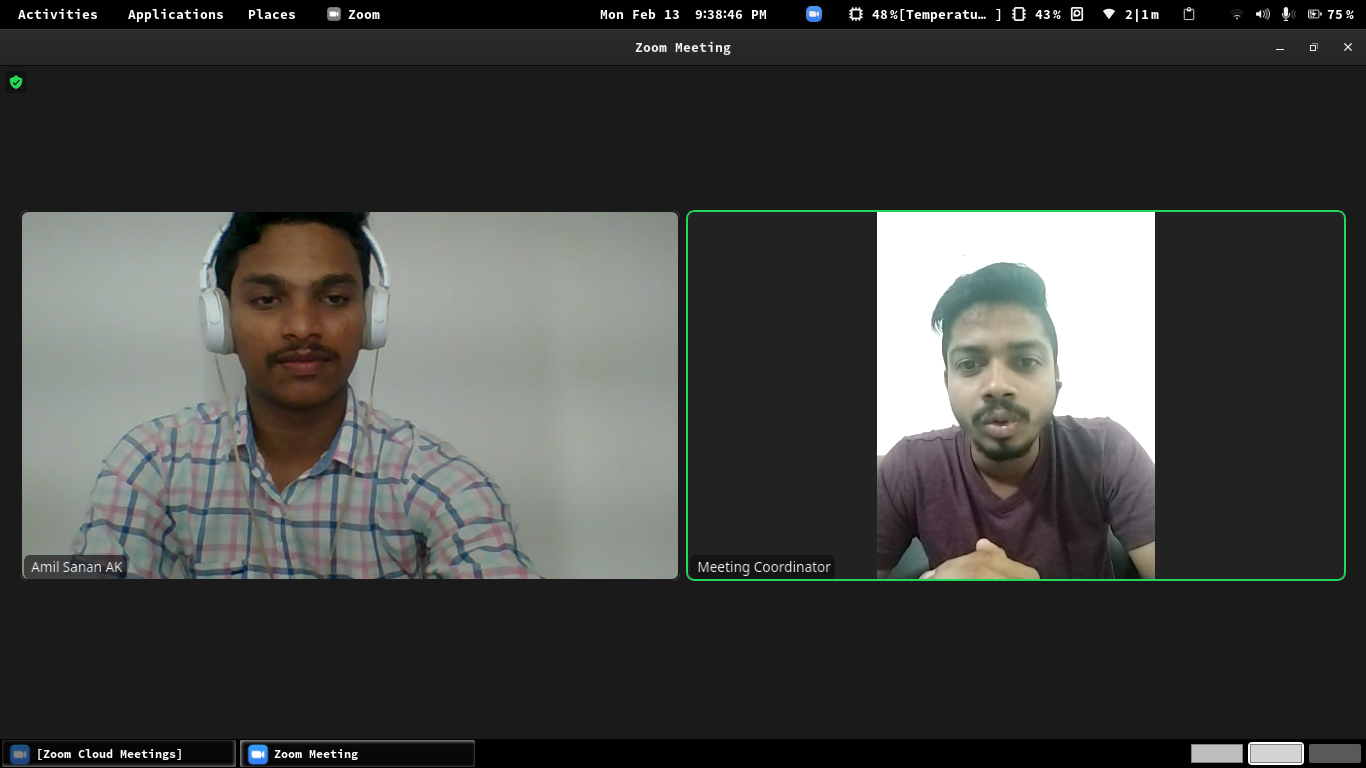 Activities Applications Places Zoom Mon Feb 13 9:38:46 PM 48%[Temperatu… ] 43% 2|1m 75%
Zoom Meeting
Amil Sanan AK
Meeting Coordinator
[Zoom Cloud Meetings] Zoom Meeting